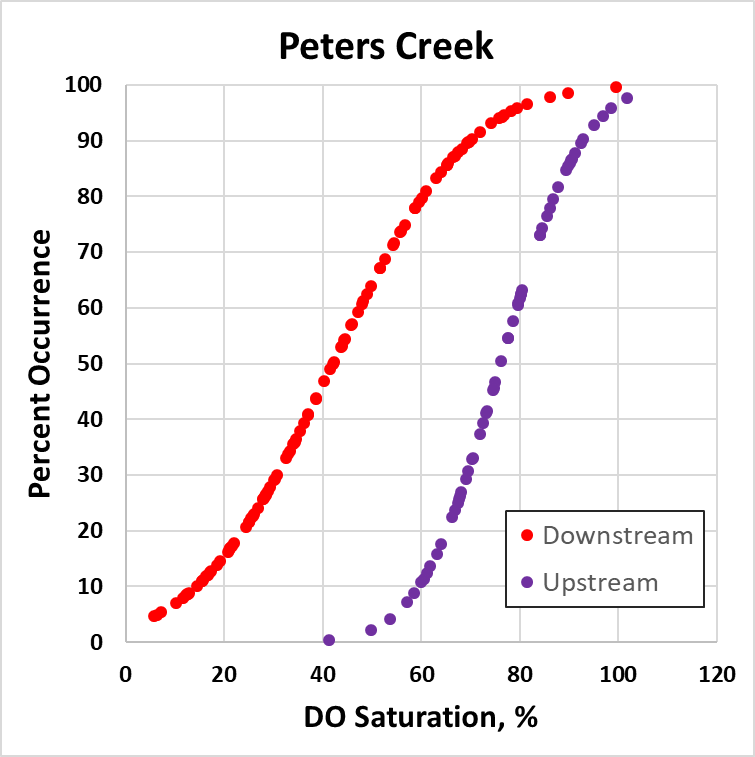 Peters Creek
100
90
80
70
60
50
40
30
20
10
0
Percent Occurrence
Downstream
Upstream
0 20 40 60 80 100 120
DO Saturation, %